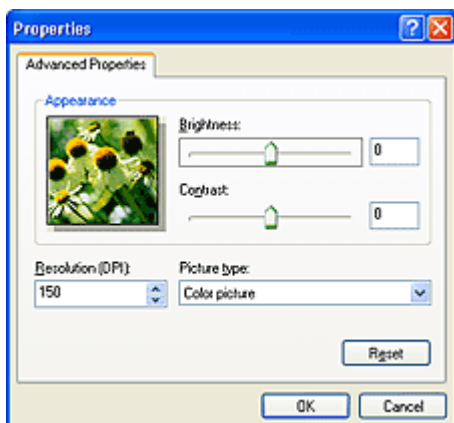 Properties
Advanced Properties
Appearance
Brightness:
0
Contrast:
0
Resolution (DPI):
150
Picture type:
Color picture
Reset
OK
Cancel